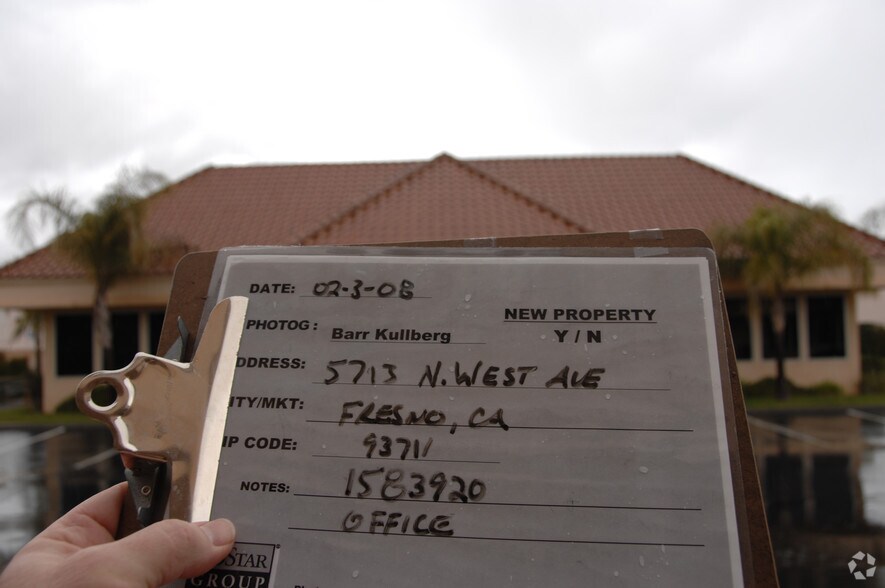 DATE: 02-3-08
NEW PROPERTY
PHOTOG: Barr Kullberg Y / N
DDRESS: 5713 N. WEST AVE
ITY/MKT: FRESNO, CA
IP CODE: 93711
NOTES: 1583920
OFFICE
STAR
GROUP